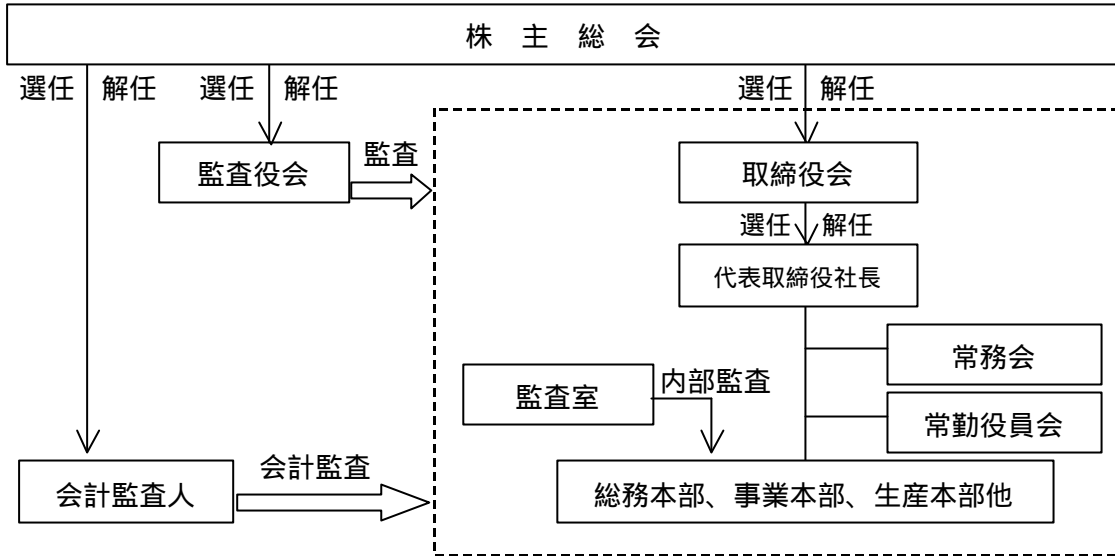 株 主 総 会
選任 解任 選任 解任 選任 解任
監査役会
監査
取締役会
選任 解任
代表取締役社長
常務会
監査室
内部監査
常勤役員会
会計監査人
会計監査
総務本部、事業本部、生産本部他